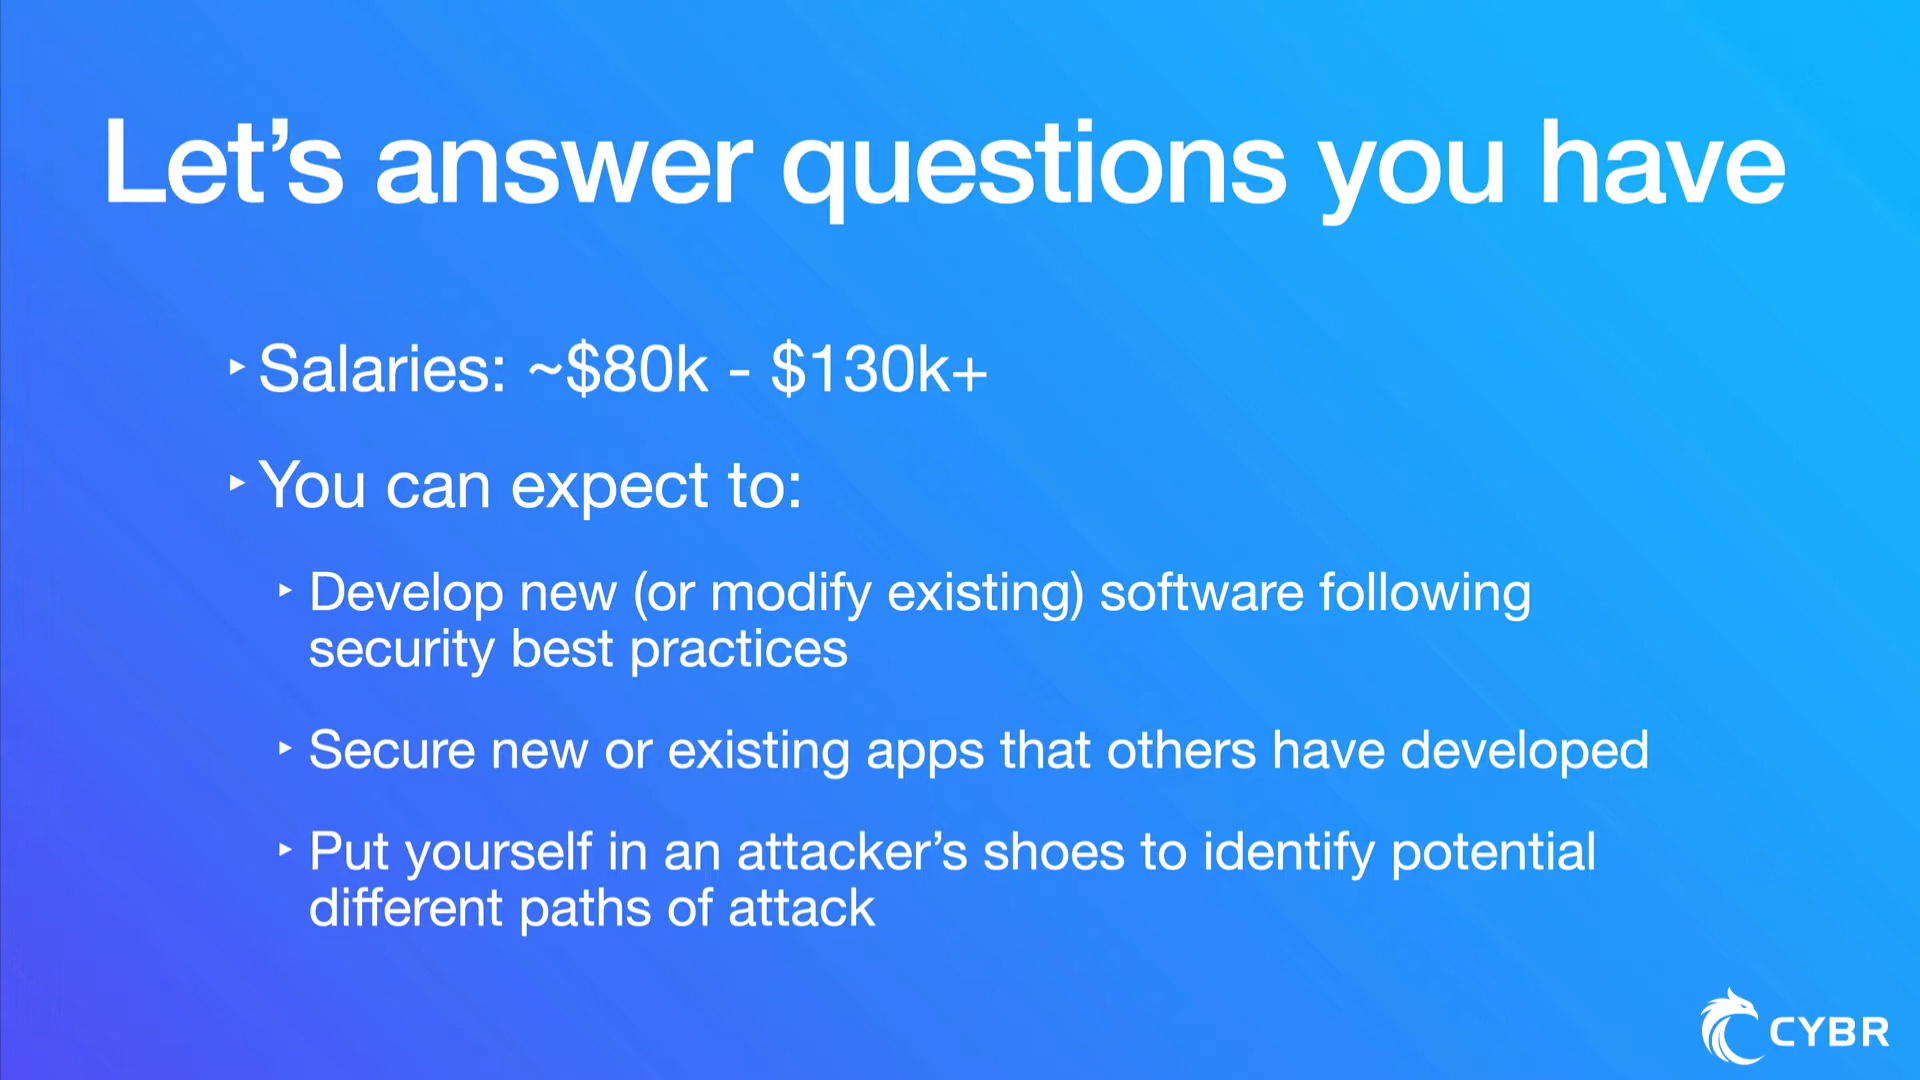 Let’s answer questions you have
‣ Salaries: ~$80k - $130k+
‣ You can expect to:
‣ Develop new (or modify existing) software following
security best practices
‣ Secure new or existing apps that others have developed
‣ Put yourself in an attacker’s shoes to identify potential
different paths of attack
CYBR